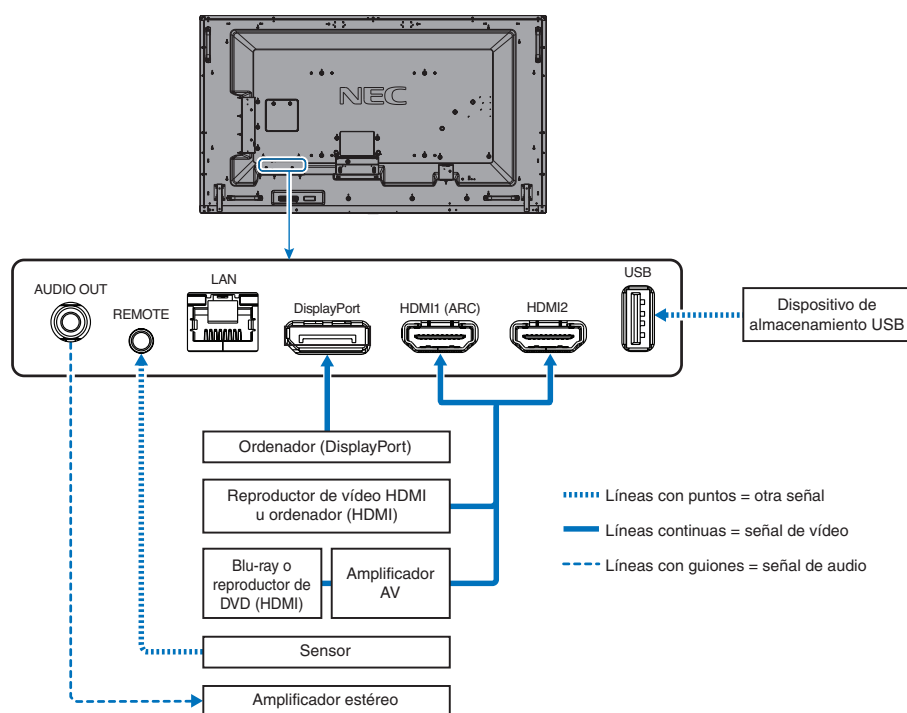 NEC
AUDIO OUT
REMOTE
LAN
DisplayPort
HDMI1 (ARC)
HDMI2
USB
Dispositivo de
almacenamiento USB
Ordenador (DisplayPort)
Reproductor de vídeo HDMI
u ordenador (HDMI)
Blu-ray o
reproductor de
DVD (HDMI)
Amplificador
AV
Sensor
Amplificador estéreo
Líneas con puntos = otra señal
Líneas continuas = señal de vídeo
Líneas con guiones = señal de audio